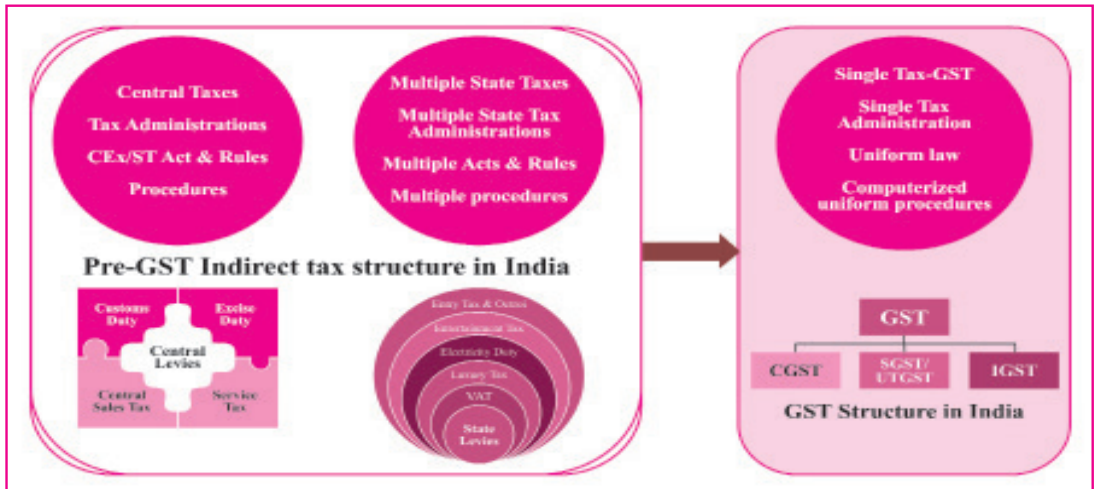 Central Taxes
Tax Administrations
CEx/ST Act & Rules
Procedures
Multiple State Taxes
Multiple State Tax
Administrations
Multiple Acts & Rules
Multiple procedures
Pre-GST Indirect tax structure in India
Customs
Duty
Excise
Duty
Central
Levies
Central
Sales Tax
Service
Tax
Entry Tax & Octroi
Entertainment Tax
Electricity Duty
Luxury Tax
VAT
State
Levies
Single Tax-GST
Single Tax
Administration
Uniform law
Computerized
uniform procedures
GST
CGST
SGST/
UTGST
IGST
GST Structure in India